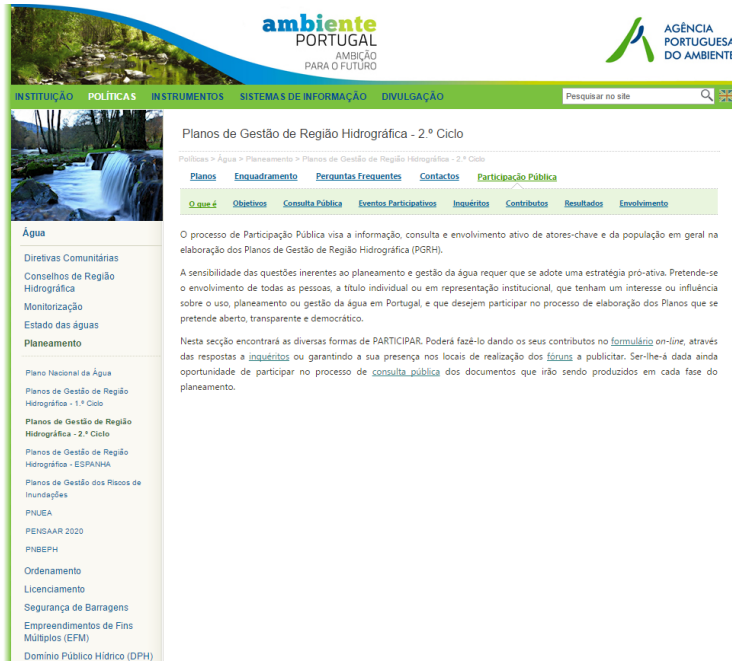 ambiente
PORTUGAL
AMBIÇÃO
PARA O FUTURO
AGÊNCIA
PORTUGUESA
DO AMBIENTE
INSTITUIÇÃO POLÍTICAS INSTRUMENTOS SISTEMAS DE INFORMAÇÃO DIVULGAÇÃO
Pesquisar no site
Planos de Gestão de Região Hidrográfica - 2.º Ciclo
Políticas > Água > Planeamento > Planos de Gestão de Região Hidrográfica - 2.º Ciclo
Planos Enquadramento Perguntas Frequentes Contactos Participação Pública
O que é Objetivos Consulta Pública Eventos Participativos Inquéritos Contributos Resultados Envolvimento
O processo de Participação Pública visa a informação, consulta e envolvimento ativo de atores-chave e da população em geral na
elaboração dos Planos de Gestão de Região Hidrográfica (PGRH).
A sensibilidade das questões inerentes ao planeamento e gestão da água requer que se adote uma estratégia pró-ativa. Pretende-se
o envolvimento de todas as pessoas, a título individual ou em representação institucional, que tenham um interesse ou influência
sobre o uso, planeamento ou gestão da água em Portugal, e que desejem participar no processo de elaboração dos Planos que se
pretende aberto, transparente e democrático.
Nesta secção encontrará as diversas formas de PARTICIPAR. Poderá fazê-lo dando os seus contributos no formulário on-line, através
das respostas a inquéritos ou garantindo a sua presença nos locais de realização dos fóruns a publicitar. Ser-lhe-á dada ainda
oportunidade de participar no processo de consulta pública dos documentos que irão sendo produzidos em cada fase do
planeamento.
Água
Diretivas Comunitárias
Conselhos de Região
Hidrográfica
Monitorização
Estado das águas
Planeamento
Plano Nacional da Água
Planos de Gestão de Região
Hidrográfica - 1.º Ciclo
Planos de Gestão de Região
Hidrográfica - 2.º Ciclo
Planos de Gestão de Região
Hidrográfica - ESPANHA
Planos de Gestão dos Riscos de
Inundações
PNUEA
PENSAAR 2020
PNBEPH
Ordenamento
Licenciamento
Segurança de Barragens
Empreendimentos de Fins
Múltiplos (EFM)
Domínio Público Hídrico (DPH)